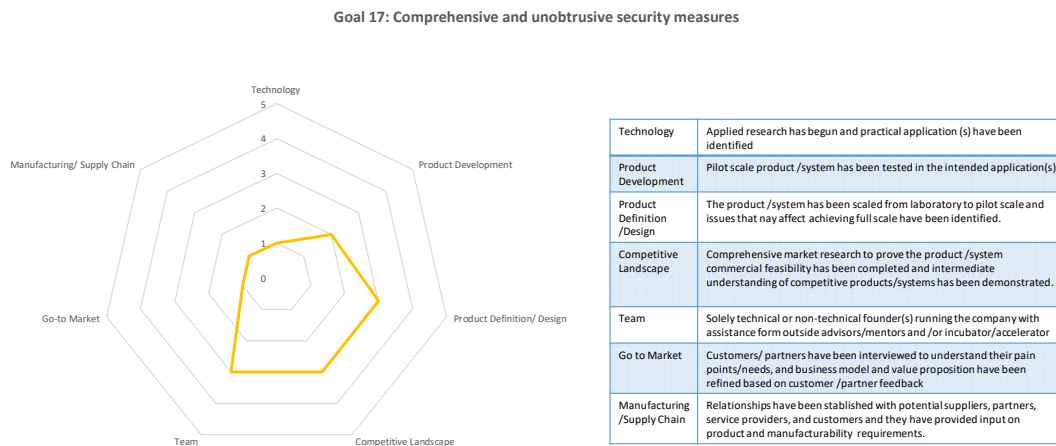 Goal 17: Comprehensive and unobtrusive security measures
Technology
5
4
3
2
1
0
Product Development
Product Definition/ Design
Competitive Landscape
Team
Go-to Market
Manufacturing/ Supply Chain
Technology
Applied research has begun and practical application (s) have been
identified
Product
Development
Pilot scale product /system has been tested in the intended application(s)
Product
Definition
/Design
The product /system has been scaled from laboratory to pilot scale and
issues that nay affect achieving full scale have been identified.
Competitive
Landscape
Comprehensive market research to prove the product /system
commercial feasibility has been completed and intermediate
understanding of competitive products/systems has been demonstrated.
Team
Solely technical or non-technical founder(s) running the company with
assistance form outside advisors/mentors and /or incubator/accelerator
Go to Market
Customers/ partners have been interviewed to understand their pain
points/needs, and business model and value proposition have been
refined based on customer /partner feedback
Manufacturing
/Supply Chain
Relationships have been stablished with potential suppliers, partners,
service providers, and customers and they have provided input on
product and manufacturability requirements.